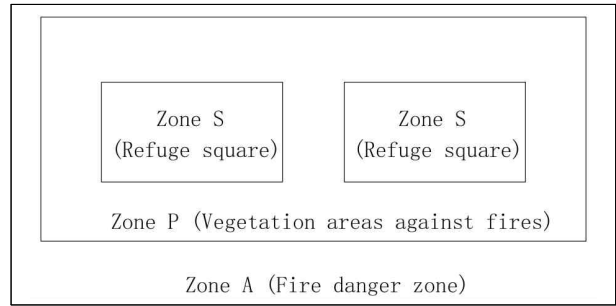 Zone S
(Refuge square)
Zone S
(Refuge square)
Zone P (Vegetation areas against fires)
Zone A (Fire danger zone)